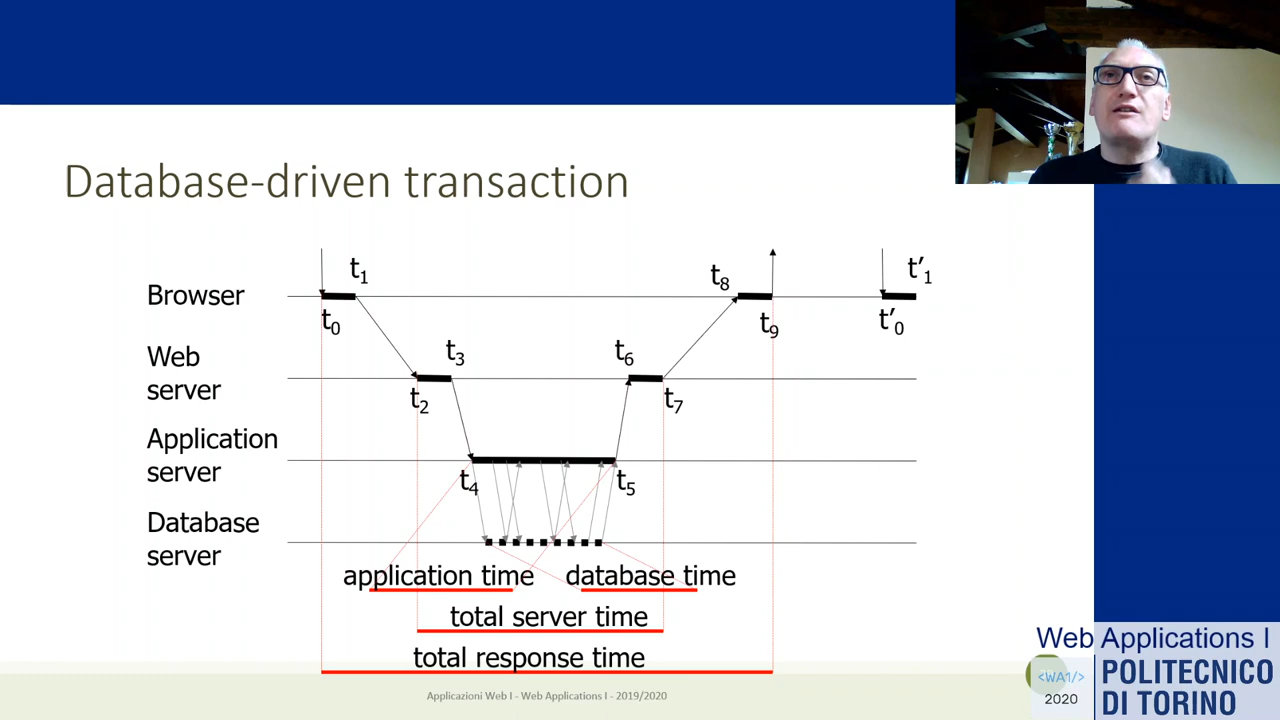 Database-driven transaction
t1
t8
t'1
Browser
t0
t9
t'0
Web
server
t3
t6
t2
t7
Application
server
t4
t5
Database
server
application time
database time
total server time
total response time
Applicazioni Web I - Web Applications I - 2019/2020
Web Applications I
<WA1/>
2020
POLITECNICO
DI TORINO